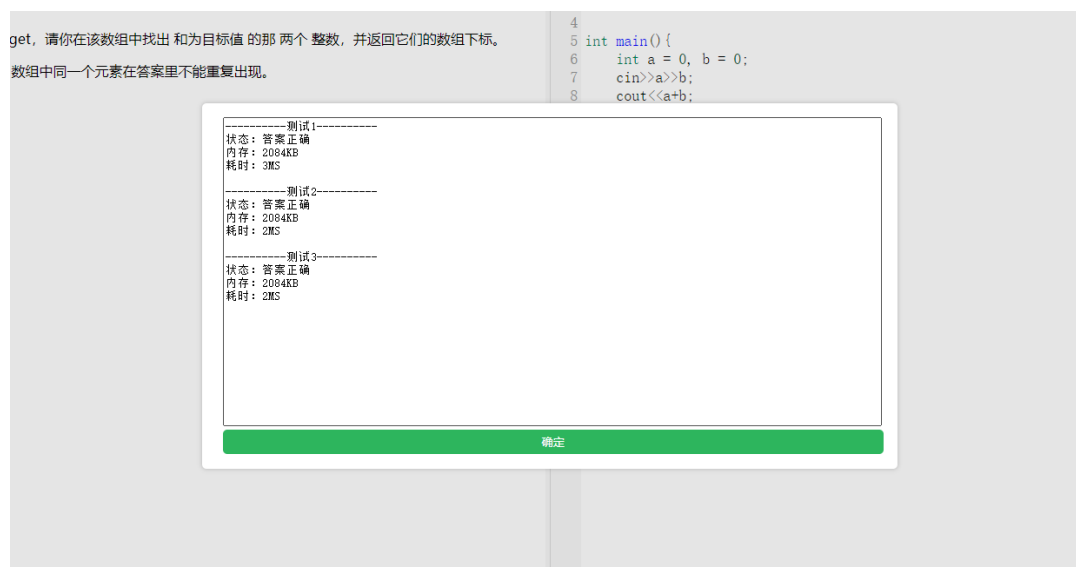 get，请你在该数组中找出 和为目标值 的那 两个 整数，并返回它们的数组下标。
数组中同一个元素在答案里不能重复出现。
4
5 int main(){
6 int a = 0, b = 0;
7 cin>>a>>b;
8 cout<<a+b;
----------测试1----------
状态: 答案正确
内存: 2084KB
耗时: 3MS
----------测试2----------
状态: 答案正确
内存: 2084KB
耗时: 2MS
----------测试3----------
状态: 答案正确
内存: 2084KB
耗时: 2MS
确定